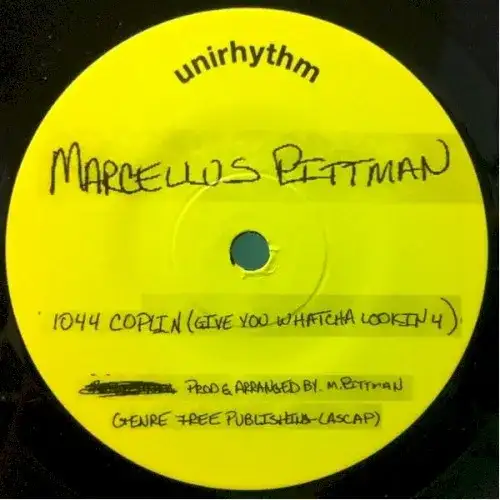 unirhythm
MARCELLUS PITTMAN
1044 COPLIN (GIVE YOU WHATCHA LOOKIN 4)
PROD & ARRANGED BY. M. PITTMAN
GENRE FREE PUBLISHING (ASCAP)